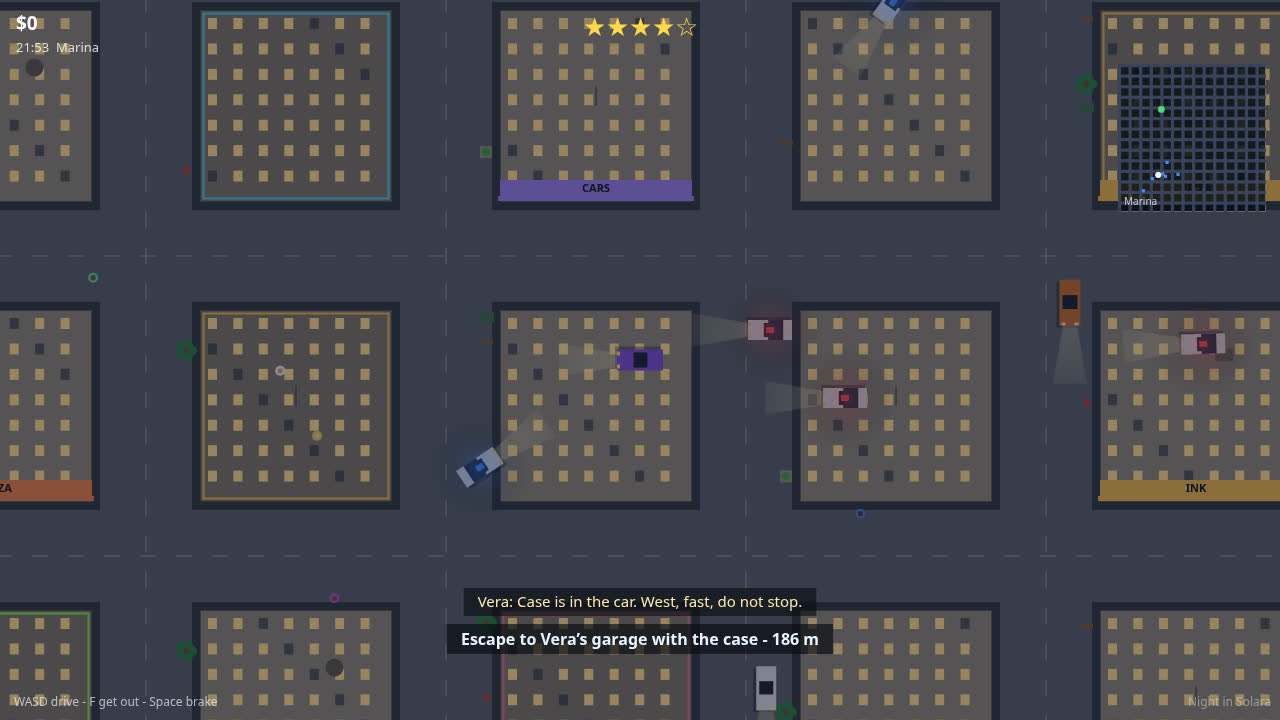 $0
★★★★☆
21:53 Marina
CARS
Marina
ZA
INK
Vera: Case is in the car. West, fast, do not stop.
Escape to Vera’s garage with the case - 186 m
WASD drive - F get out - Space brake
Night in Solara